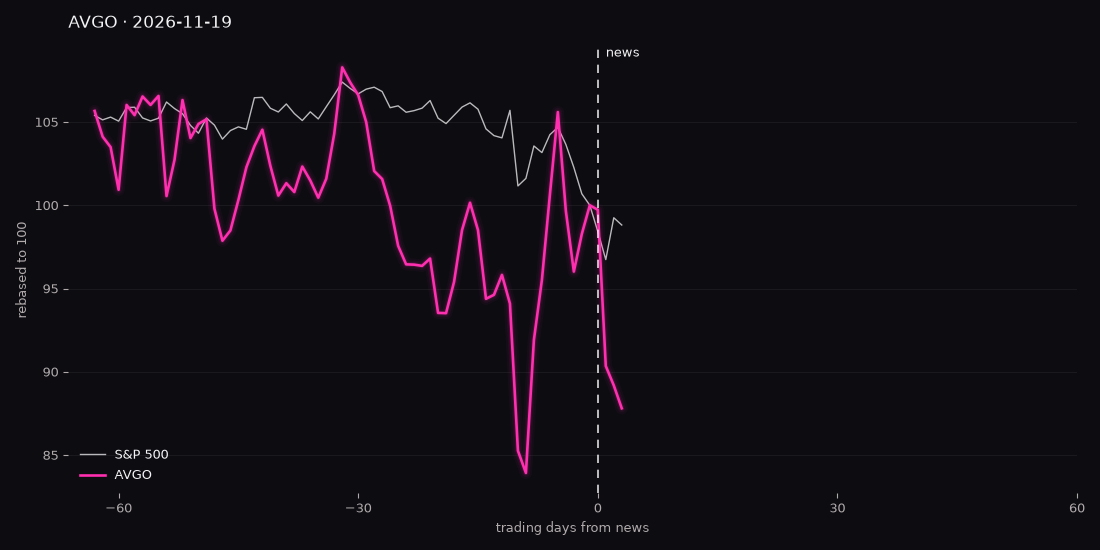 AVGO · 2026-11-19
news
rebased to 100
105
100
95
90
85
S&P 500
AVGO
−60
−30
0
30
60
trading days from news